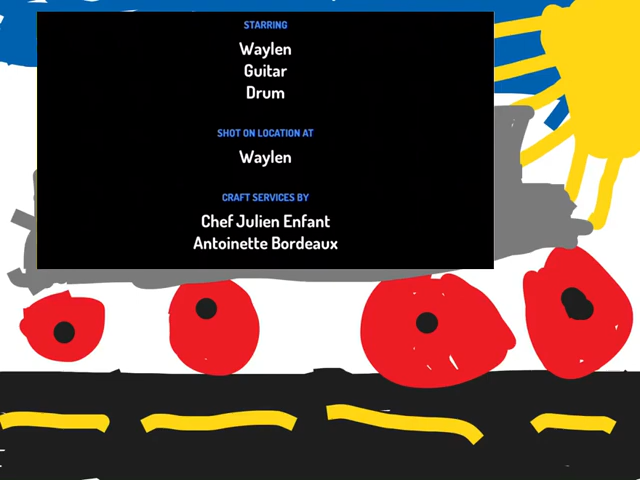 STARRING
Waylen
Guitar
Drum
SHOT ON LOCATION AT
Waylen
CRAFT SERVICES BY
Chef Julien Enfant
Antoinette Bordeaux